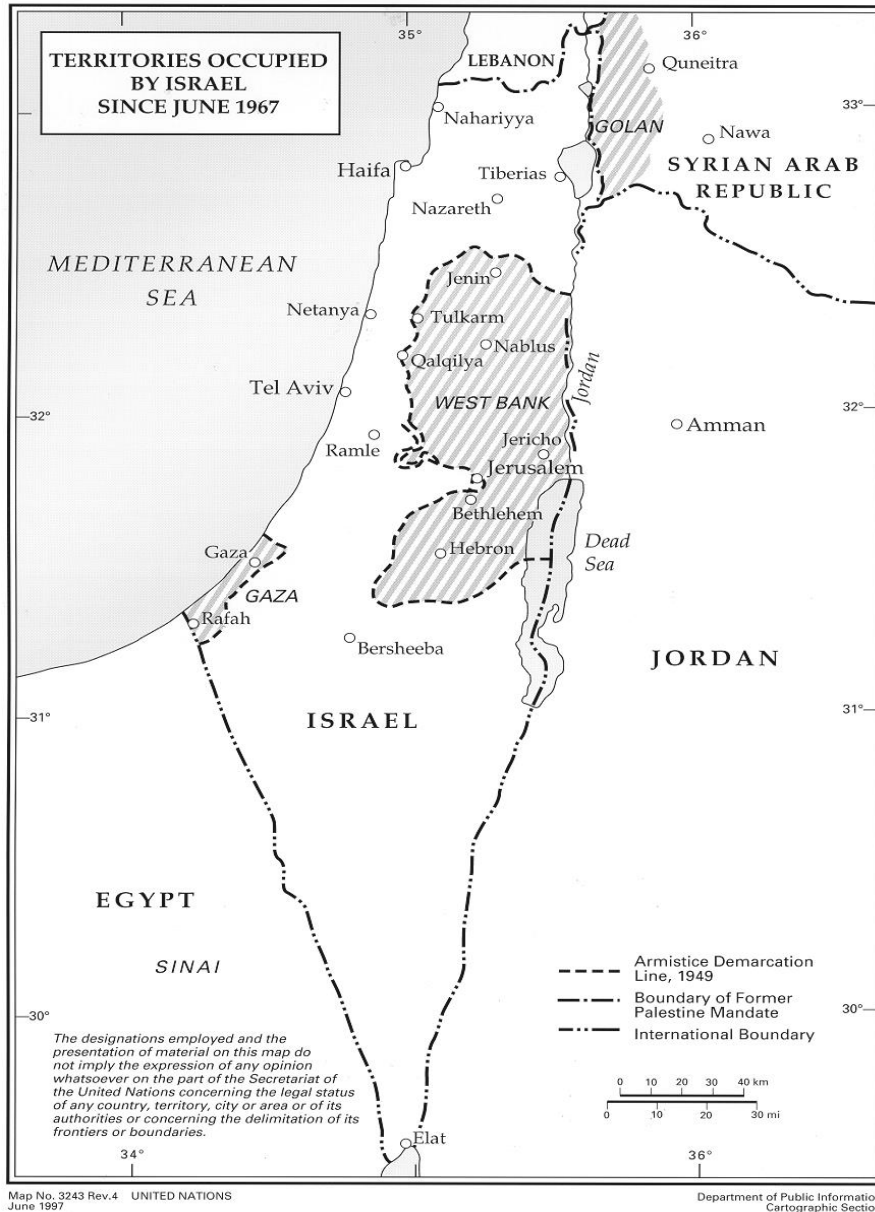 35°
36°
TERRITORIES OCCUPIED
BY ISRAEL
SINCE JUNE 1967
LEBANON
Quneitra
33°
Nahariyya
GOLAN
Nawa
Haifa
Tiberias
SYRIAN ARAB
REPUBLIC
Nazareth
MEDITERRANEAN
SEA
Jenin
Netanya
Tulkarm
Nablus
Qalqilya
Jordan
Tel Aviv
WEST BANK
32°
32°
Amman
Ramle
Jericho
Jerusalem
Bethlehem
Dead
Sea
Gaza
Hebron
GAZA
Rafah
Bersheeba
JORDAN
31°
31°
ISRAEL
EGYPT
SINAI
Armistice Demarcation
Line, 1949
Boundary of Former
Palestine Mandate
International Boundary
30°
30°
The designations employed and the
presentation of material on this map do
not imply the expression of any opinion
whatsoever on the part of the Secretariat of
the United Nations concerning the legal status
of any country, territory, city or area or of its
authorities or concerning the delimitation of its
frontiers or boundaries.
0 10 20 30 40 km
0 10 20 30 mi
Elat
34°
36°
Map No. 3243 Rev.4 UNITED NATIONS
June 1997
Department of Public Informatio
Cartographic Sectio